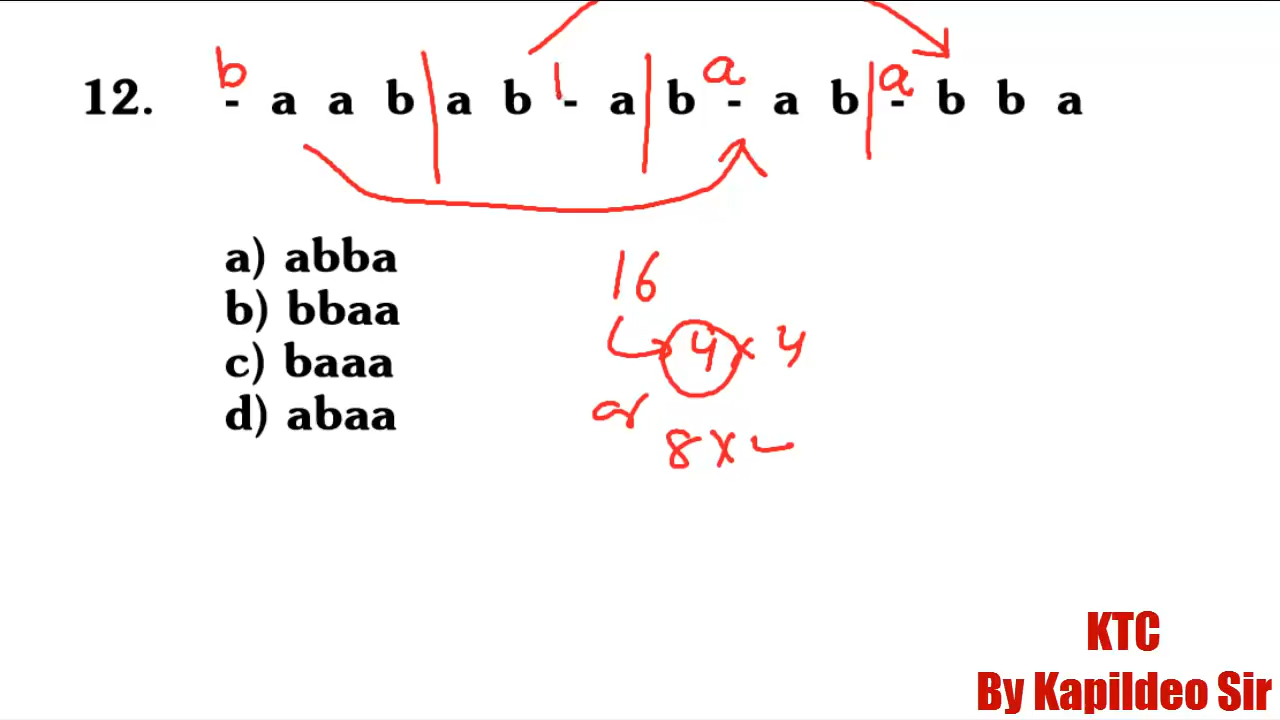 b a a
12. - a a b | a b - a | b - a b | - b b a
a) abba
b) bbaa
c) baaa
d) abaa
16
4 x 4
or
8 x
KTC
By Kapildeo Sir